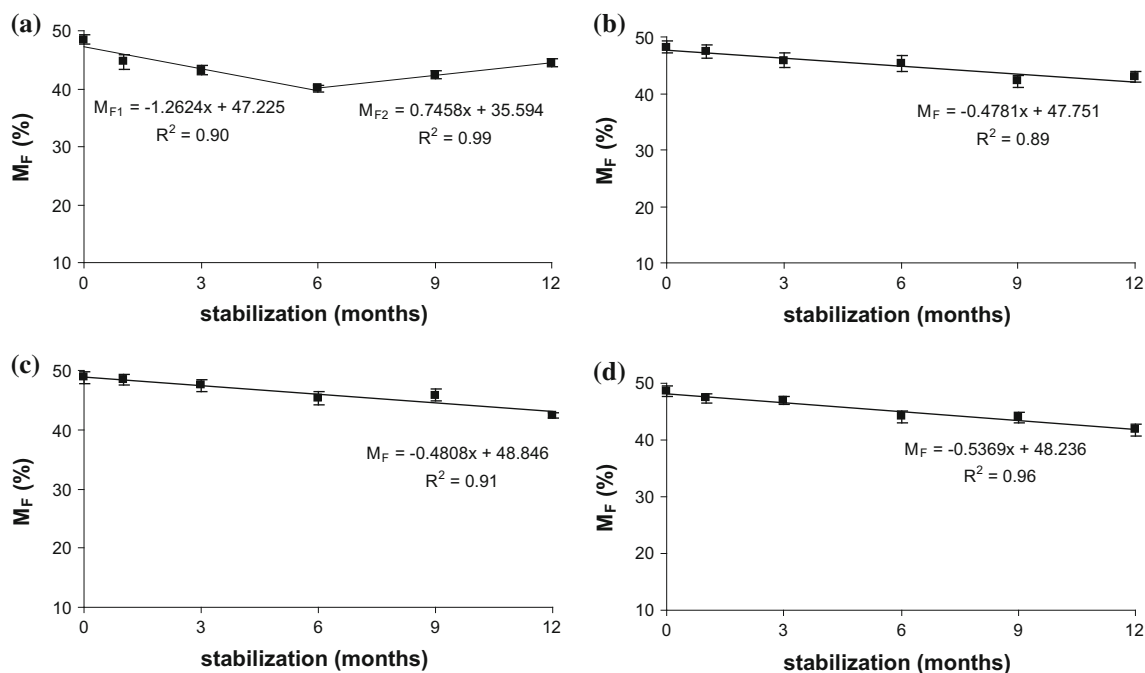 (a)
50
40
30
20
10
M_F (%)
M_F1 = -1.2624x + 47.225
R² = 0.90
M_F2 = 0.7458x + 35.594
R² = 0.99
0 3 6 9 12
stabilization (months)
(b)
50
40
30
20
10
M_F (%)
M_F = -0.4781x + 47.751
R² = 0.89
0 3 6 9 12
stabilization (months)
(c)
50
40
30
20
10
M_F (%)
M_F = -0.4808x + 48.846
R² = 0.91
0 3 6 9 12
stabilization (months)
(d)
50
40
30
20
10
M_F (%)
M_F = -0.5369x + 48.236
R² = 0.96
0 3 6 9 12
stabilization (months)